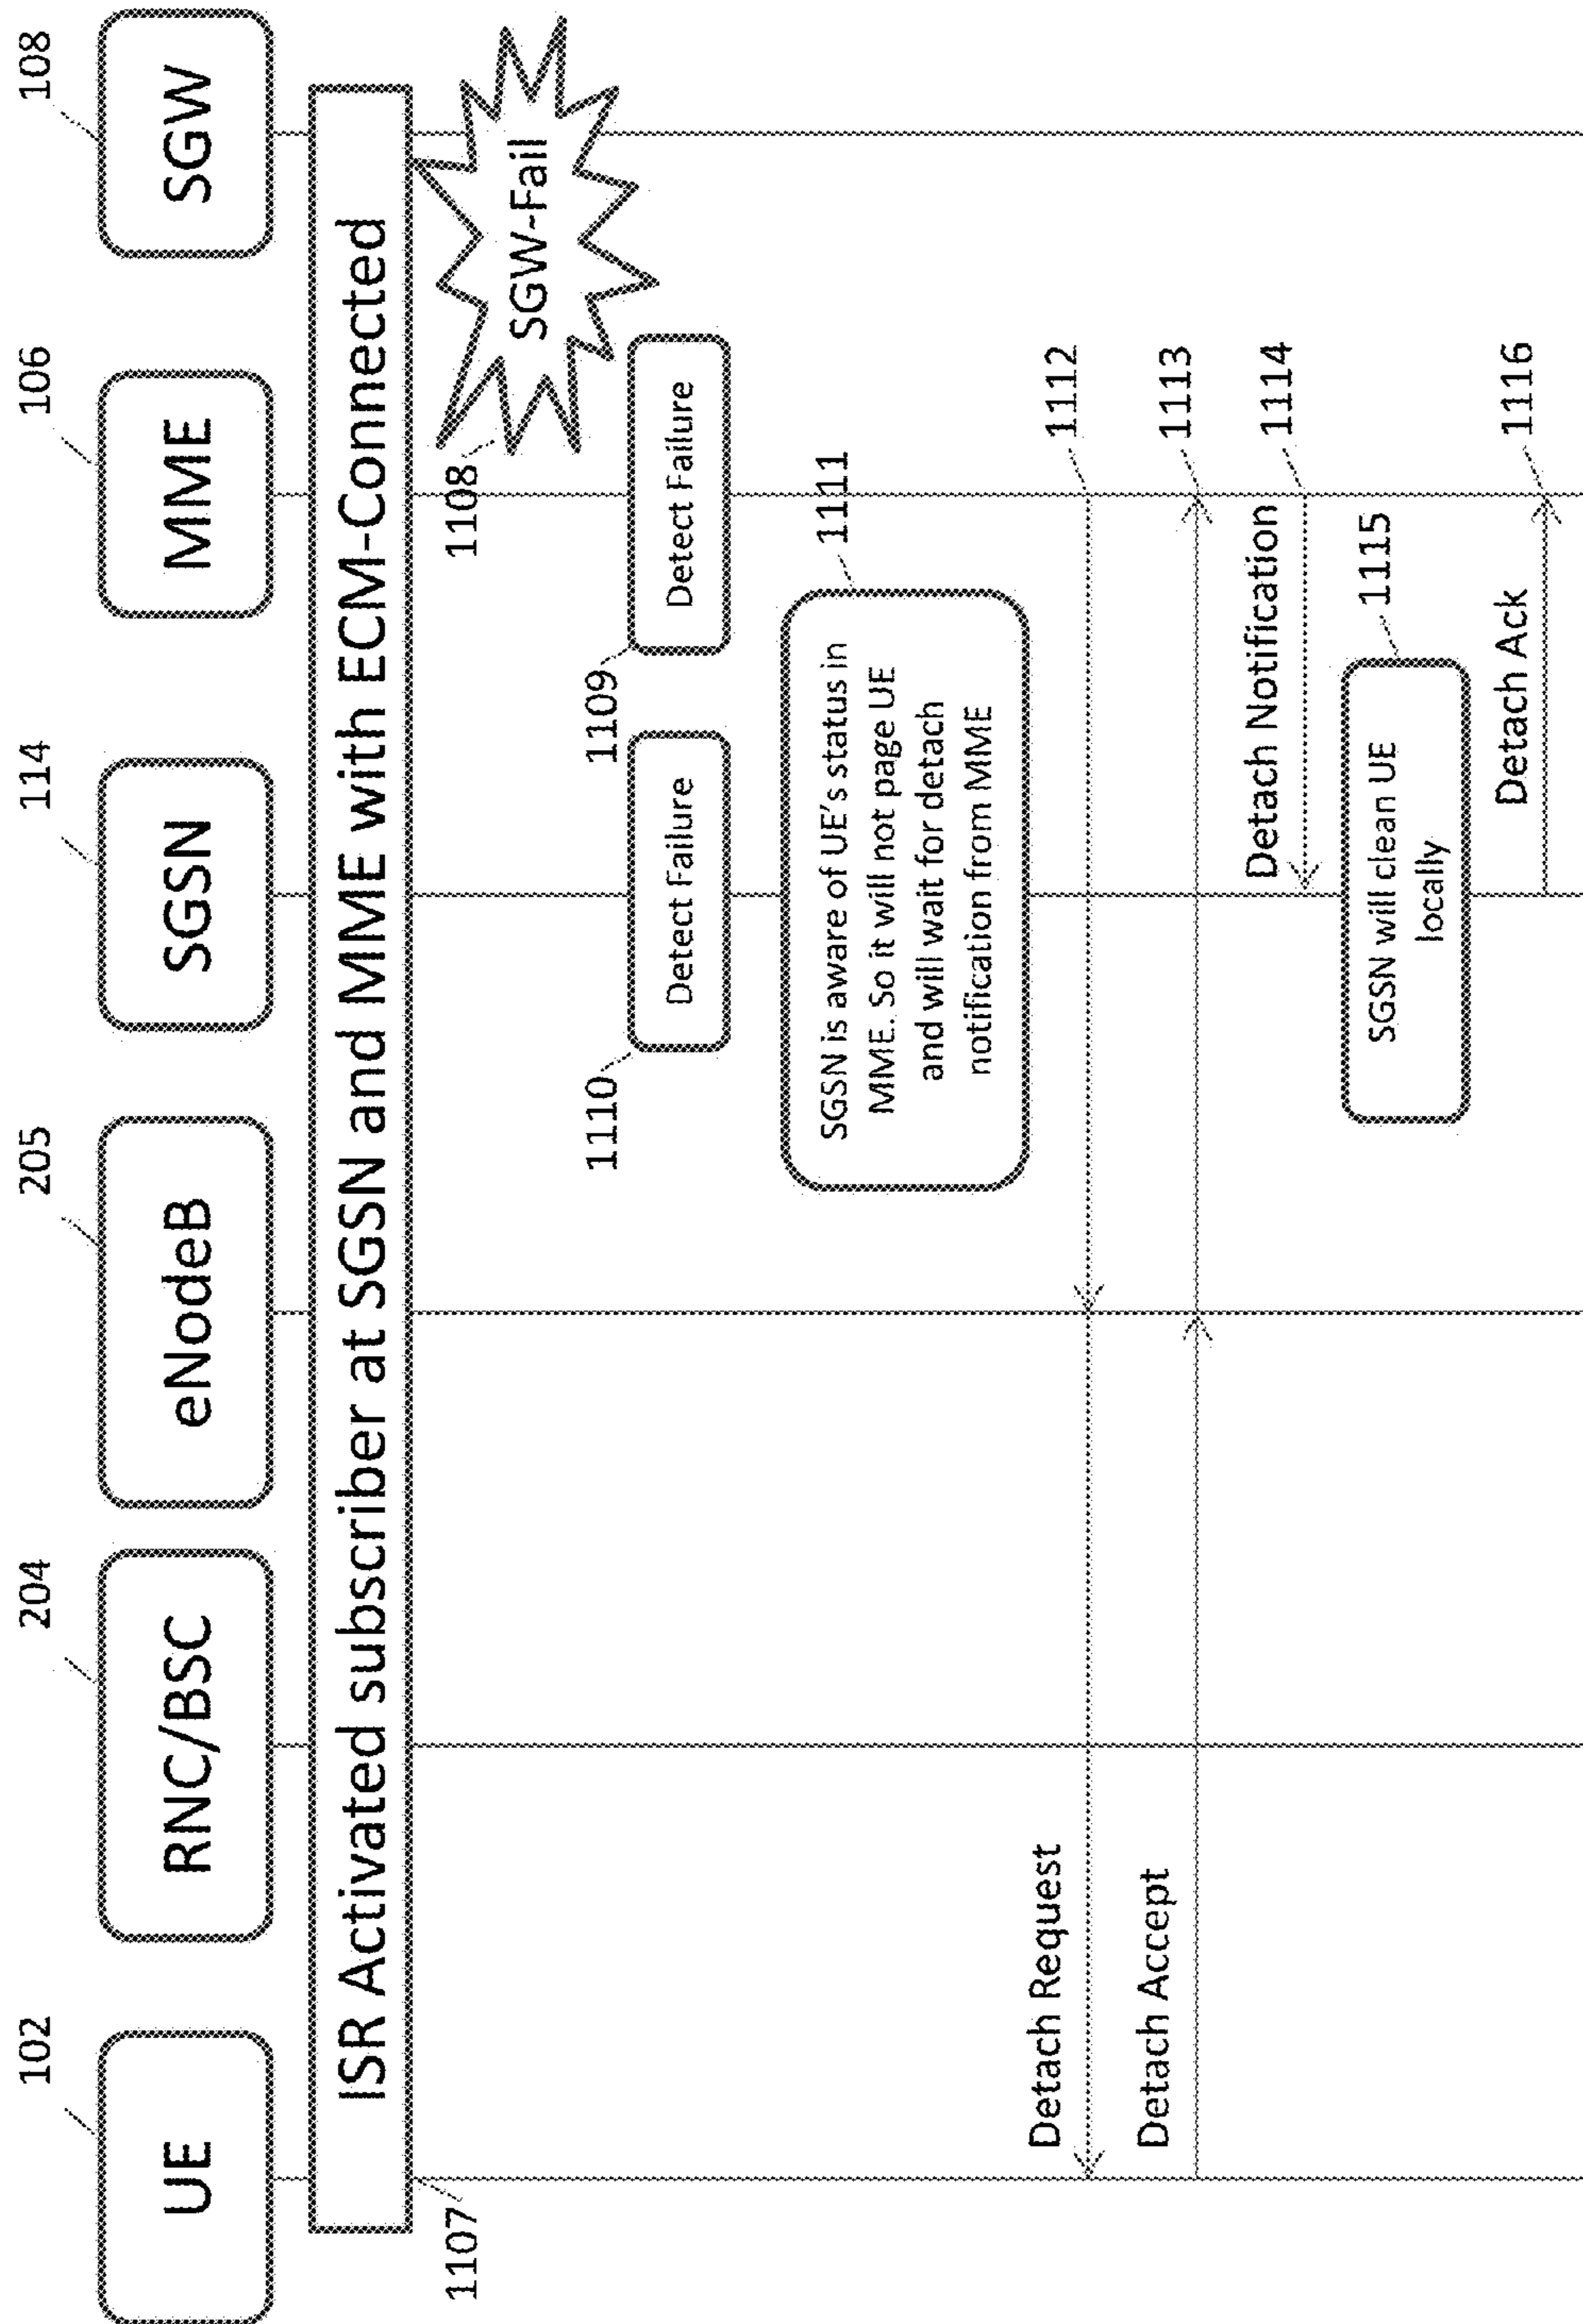 102
204
205
114
106
108
UE
RNC/BSC
eNodeB
SGSN
MME
SGW
ISR Activated subscriber at SGSN and MME with ECM-Connected
1107
1108
SGW-Fail
1110
Detect Failure
1109
Detect Failure
SGSN is aware of UE's status in
MME. So it will not page UE
and will wait for detach
notification from MME
1111
Detach Request
1112
Detach Accept
1113
Detach Notification
1114
SGSN will clean UE
locally
1115
Detach Ack
1116